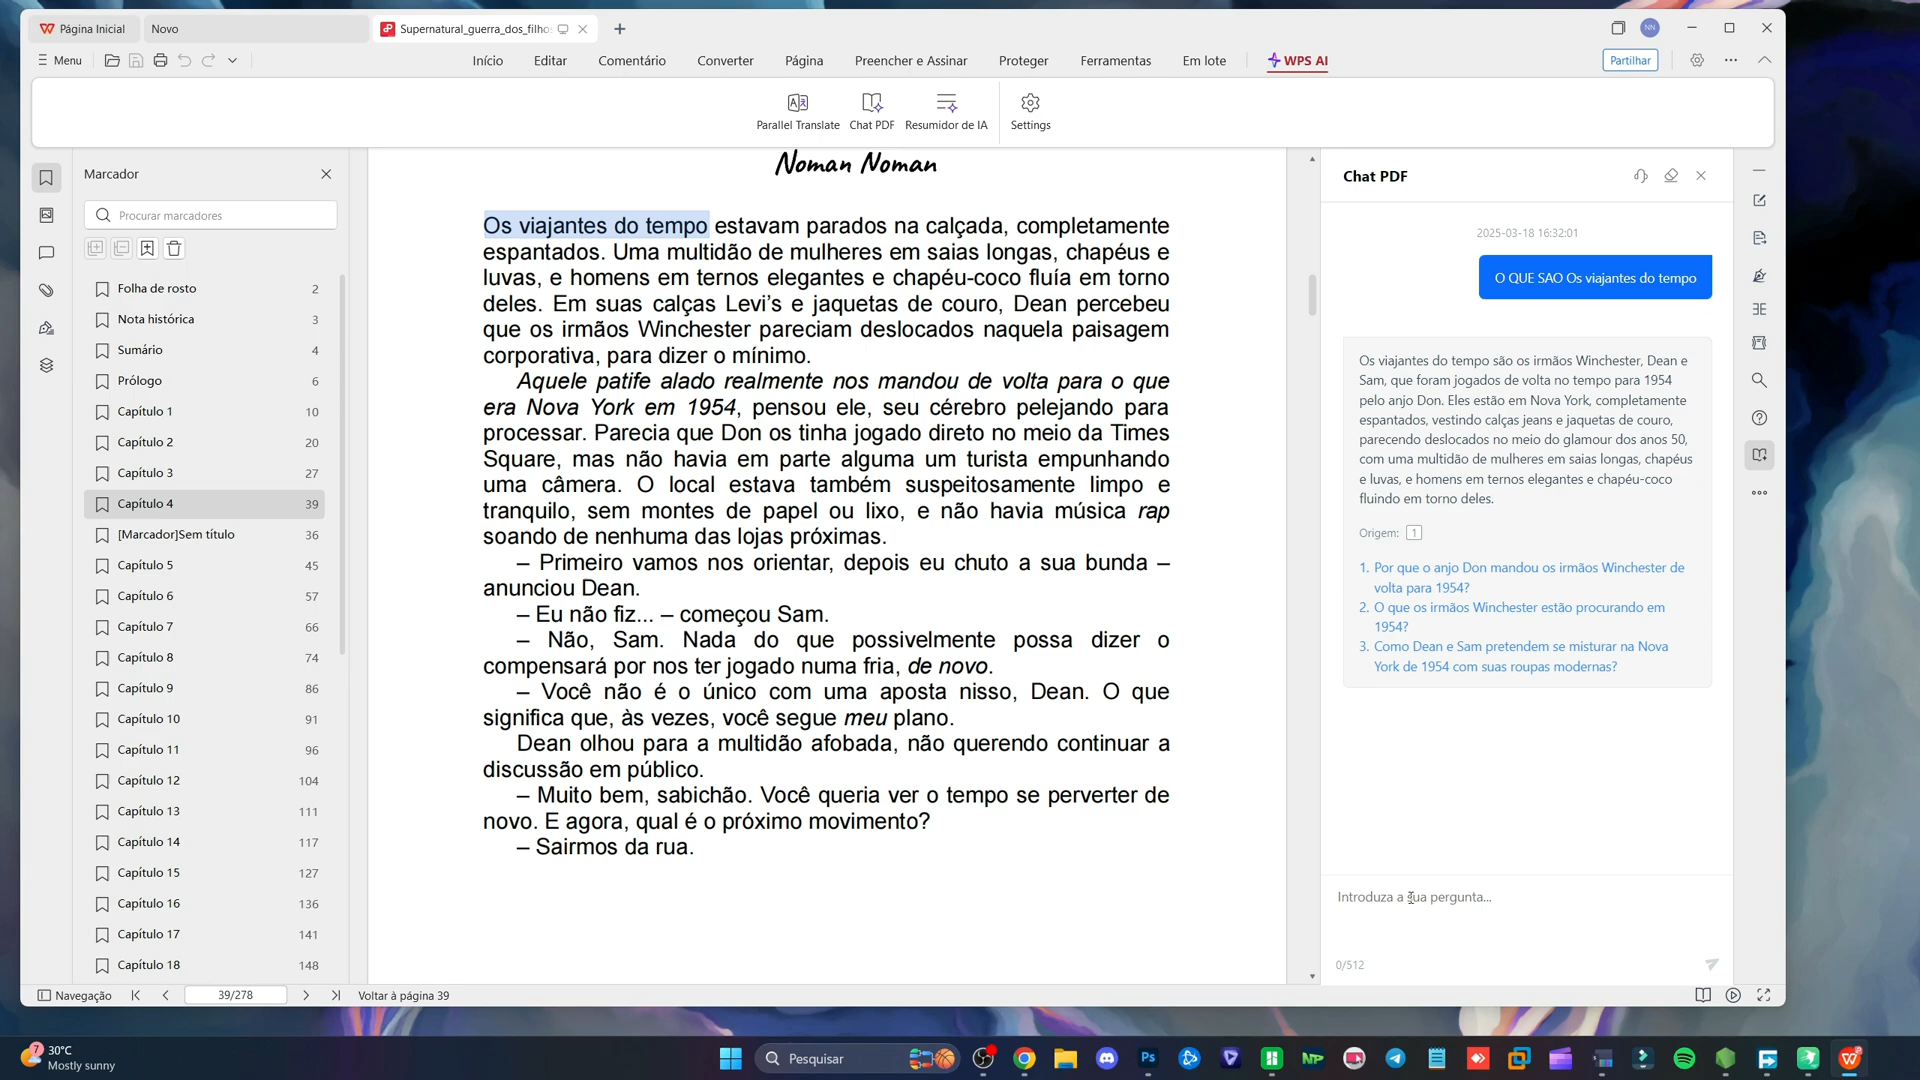 Página Inicial
Novo
Supernatural_guerra_dos_filhos
NN
Menu
Início
Editar
Comentário
Converter
Página
Preencher e Assinar
Proteger
Ferramentas
Em lote
WPS AI
Partilhar
Parallel Translate
Chat PDF
Resumidor de IA
Settings
Marcador
Procurar marcadores
Folha de rosto 2
Nota histórica 3
Sumário 4
Prólogo 6
Capítulo 1 10
Capítulo 2 20
Capítulo 3 27
Capítulo 4 39
[Marcador]Sem título 36
Capítulo 5 45
Capítulo 6 57
Capítulo 7 66
Capítulo 8 74
Capítulo 9 86
Capítulo 10 91
Capítulo 11 96
Capítulo 12 104
Capítulo 13 111
Capítulo 14 117
Capítulo 15 127
Capítulo 16 136
Capítulo 17 141
Capítulo 18 148
Noman Noman
Os viajantes do tempo estavam parados na calçada, completamente
espantados. Uma multidão de mulheres em saias longas, chapéus e
luvas, e homens em ternos elegantes e chapéu-coco fluía em torno
deles. Em suas calças Levi’s e jaquetas de couro, Dean percebeu
que os irmãos Winchester pareciam deslocados naquela paisagem
corporativa, para dizer o mínimo.
Aquele patife alado realmente nos mandou de volta para o que
era Nova York em 1954, pensou ele, seu cérebro pelejando para
processar. Parecia que Don os tinha jogado direto no meio da Times
Square, mas não havia em parte alguma um turista empunhando
uma câmera. O local estava também suspeitosamente limpo e
tranquilo, sem montes de papel ou lixo, e não havia música rap
soando de nenhuma das lojas próximas.
– Primeiro vamos nos orientar, depois eu chuto a sua bunda –
anunciou Dean.
– Eu não fiz... – começou Sam.
– Não, Sam. Nada do que possivelmente possa dizer o
compensará por nos ter jogado numa fria, de novo.
– Você não é o único com uma aposta nisso, Dean. O que
significa que, às vezes, você segue meu plano.
Dean olhou para a multidão afobada, não querendo continuar a
discussão em público.
– Muito bem, sabichão. Você queria ver o tempo se perverter de
novo. E agora, qual é o próximo movimento?
– Sairmos da rua.
Chat PDF
2025-03-18 16:32:01
O QUE SAO Os viajantes do tempo
Os viajantes do tempo são os irmãos Winchester, Dean e
Sam, que foram jogados de volta no tempo para 1954
pelo anjo Don. Eles estão em Nova York, completamente
espantados, vestindo calças jeans e jaquetas de couro,
parecendo deslocados no meio do glamour dos anos 50,
com uma multidão de mulheres em saias longas, chapéus
e luvas, e homens em ternos elegantes e chapéu-coco
fluindo em torno deles.
Origem: 1
1. Por que o anjo Don mandou os irmãos Winchester de
volta para 1954?
2. O que os irmãos Winchester estão procurando em
1954?
3. Como Dean e Sam pretendem se misturar na Nova
York de 1954 com suas roupas modernas?
Introduza a sua pergunta...
0/512
Navegação
39/278
Voltar à página 39
7
30°C
Mostly sunny
Pesquisar
Ps
NP